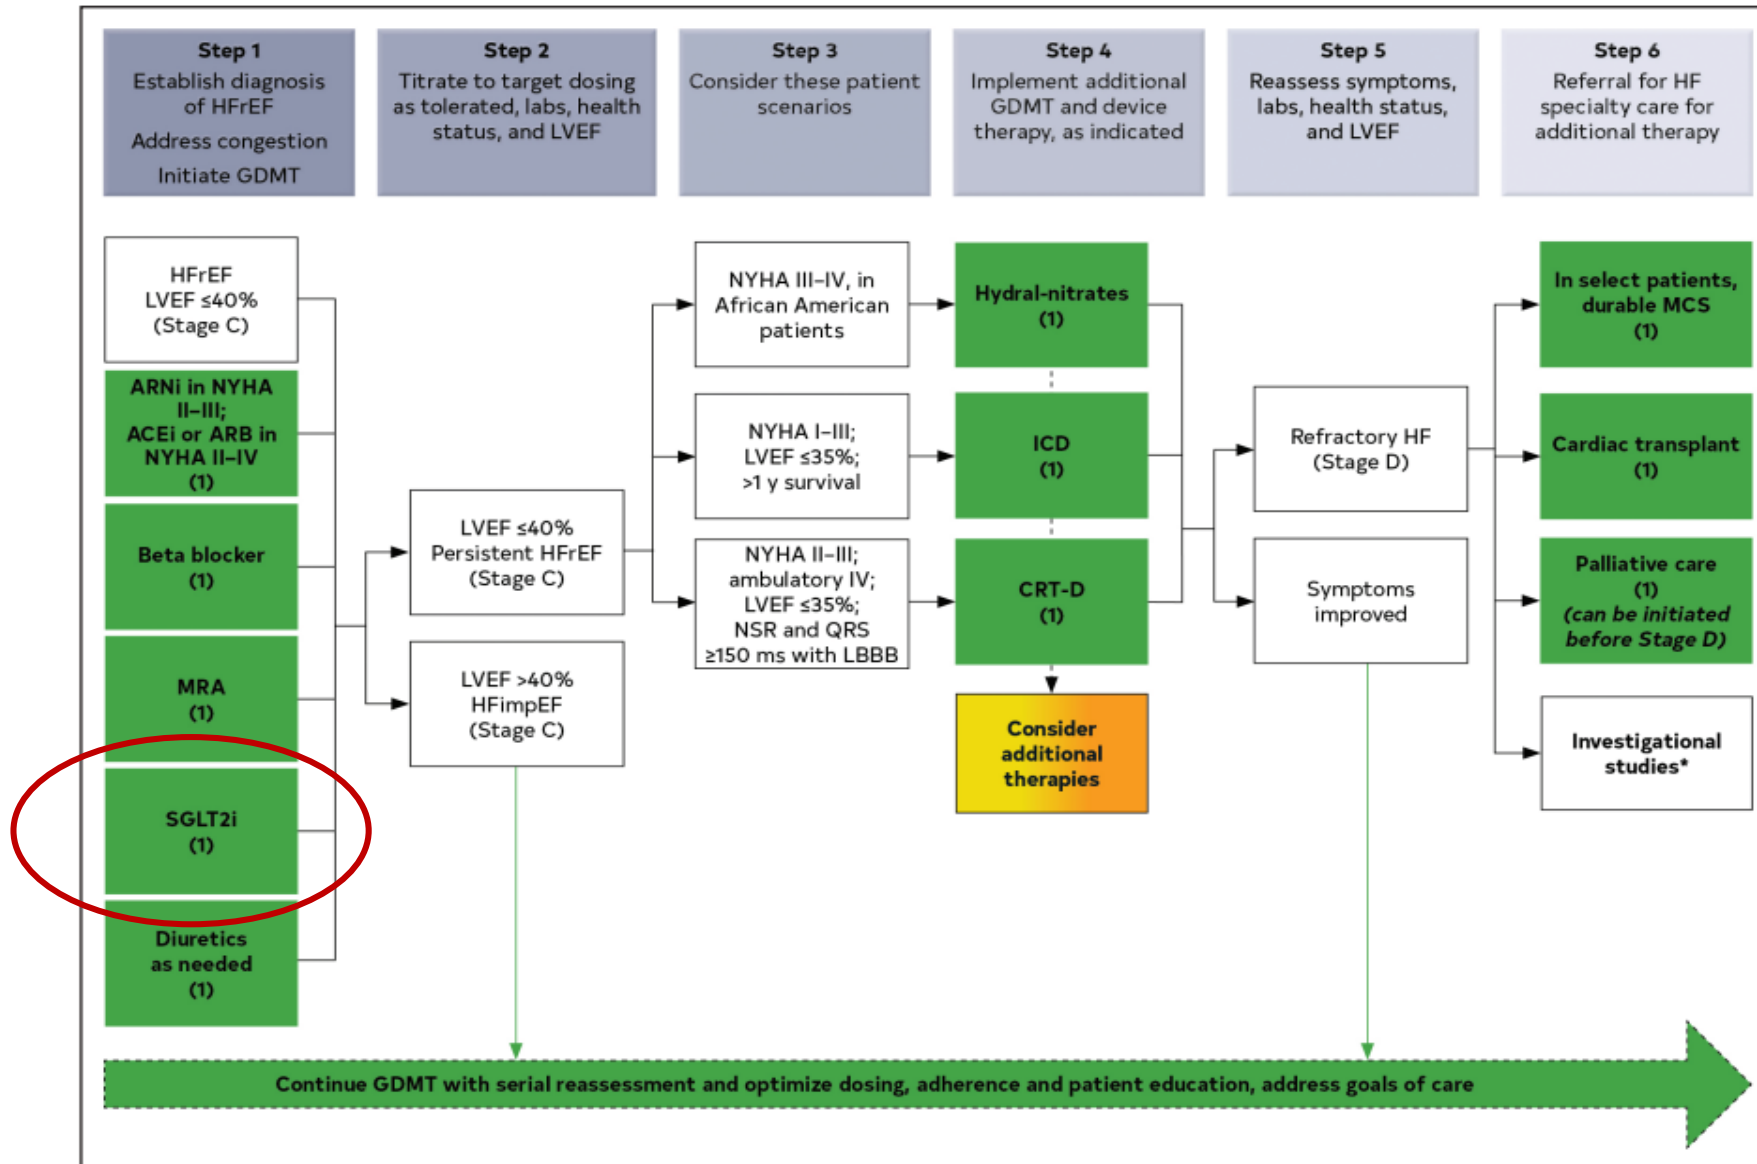 Step 1
Establish diagnosis
of HFrEF
Address congestion
Initiate GDMT
Step 2
Titrate to target dosing
as tolerated, labs, health
status, and LVEF
Step 3
Consider these patient
scenarios
Step 4
Implement additional
GDMT and device
therapy, as indicated
Step 5
Reassess symptoms,
labs, health status,
and LVEF
Step 6
Referral for HF
specialty care for
additional therapy
HFrEF
LVEF ≤40%
(Stage C)
ARNi in NYHA
II–III;
ACEi or ARB in
NYHA II–IV
(1)
Beta blocker
(1)
MRA
(1)
SGLT2i
(1)
Diuretics
as needed
(1)
LVEF ≤40%
Persistent HFrEF
(Stage C)
LVEF >40%
HFimpEF
(Stage C)
NYHA III–IV, in
African American
patients
NYHA I–III;
LVEF ≤35%;
>1 y survival
NYHA II–III;
ambulatory IV;
LVEF ≤35%;
NSR and QRS
≥150 ms with LBBB
Hydral-nitrates
(1)
ICD
(1)
CRT-D
(1)
Consider
additional
therapies
Refractory HF
(Stage D)
Symptoms
improved
In select patients,
durable MCS
(1)
Cardiac transplant
(1)
Palliative care
(1)
(can be initiated
before Stage D)
Investigational
studies*
Continue GDMT with serial reassessment and optimize dosing, adherence and patient education, address goals of care